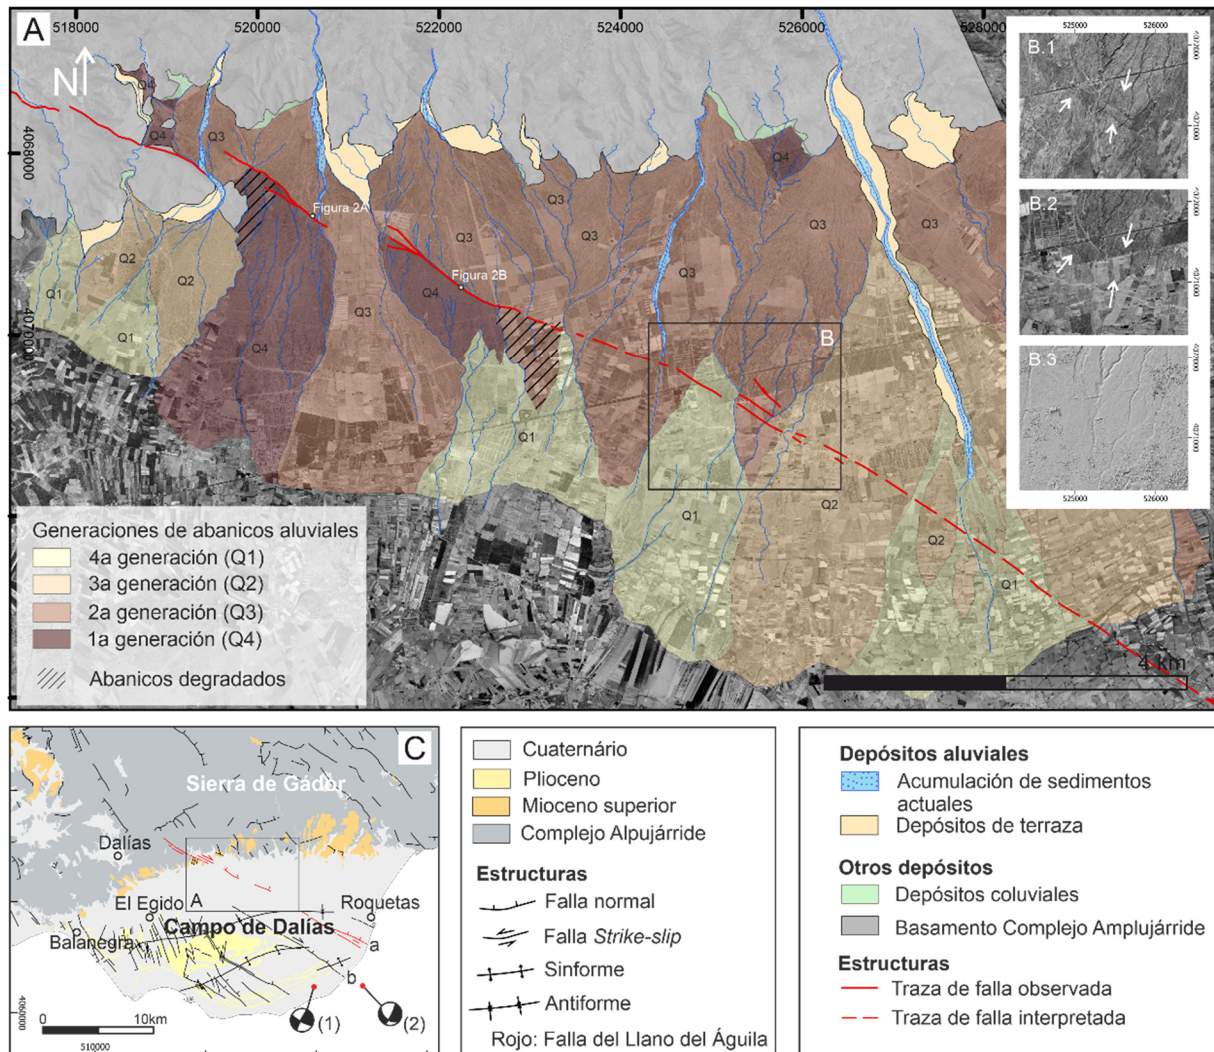 A
518000
520000
522000
524000
526000
528000
N
4068000
4070000
Q4
Q4
Q3
Q3
Q4
Q3
Q3
Q3
Q3
Q2
Q2
Q1
Q1
Q4
Q3
Q4
Q1
Q1
Q2
Q2
Q1
Figura 2A
Figura 2B
B
4 km
525000
526000
B.1
4372000
4371000
B.2
4372000
4371000
B.3
4371000
525000
526000
Generaciones de abanicos aluviales
4a generación (Q1)
3a generación (Q2)
2a generación (Q3)
1a generación (Q4)
Abanicos degradados
C
Sierra de Gádor
Dalías
El Egido
A
Roquetas
Campo de Dalías
Balanegra
a
b
(1)
(2)
4060000
0
10km
510000
Cuaternário
Plioceno
Mioceno superior
Complejo Alpujárride
Estructuras
Falla normal
Falla Strike-slip
Sinforme
Antiforme
Rojo: Falla del Llano del Águila
Depósitos aluviales
Acumulación de sedimentos
actuales
Depósitos de terraza
Otros depósitos
Depósitos coluviales
Basamento Complejo Amplujárride
Estructuras
Traza de falla observada
Traza de falla interpretada